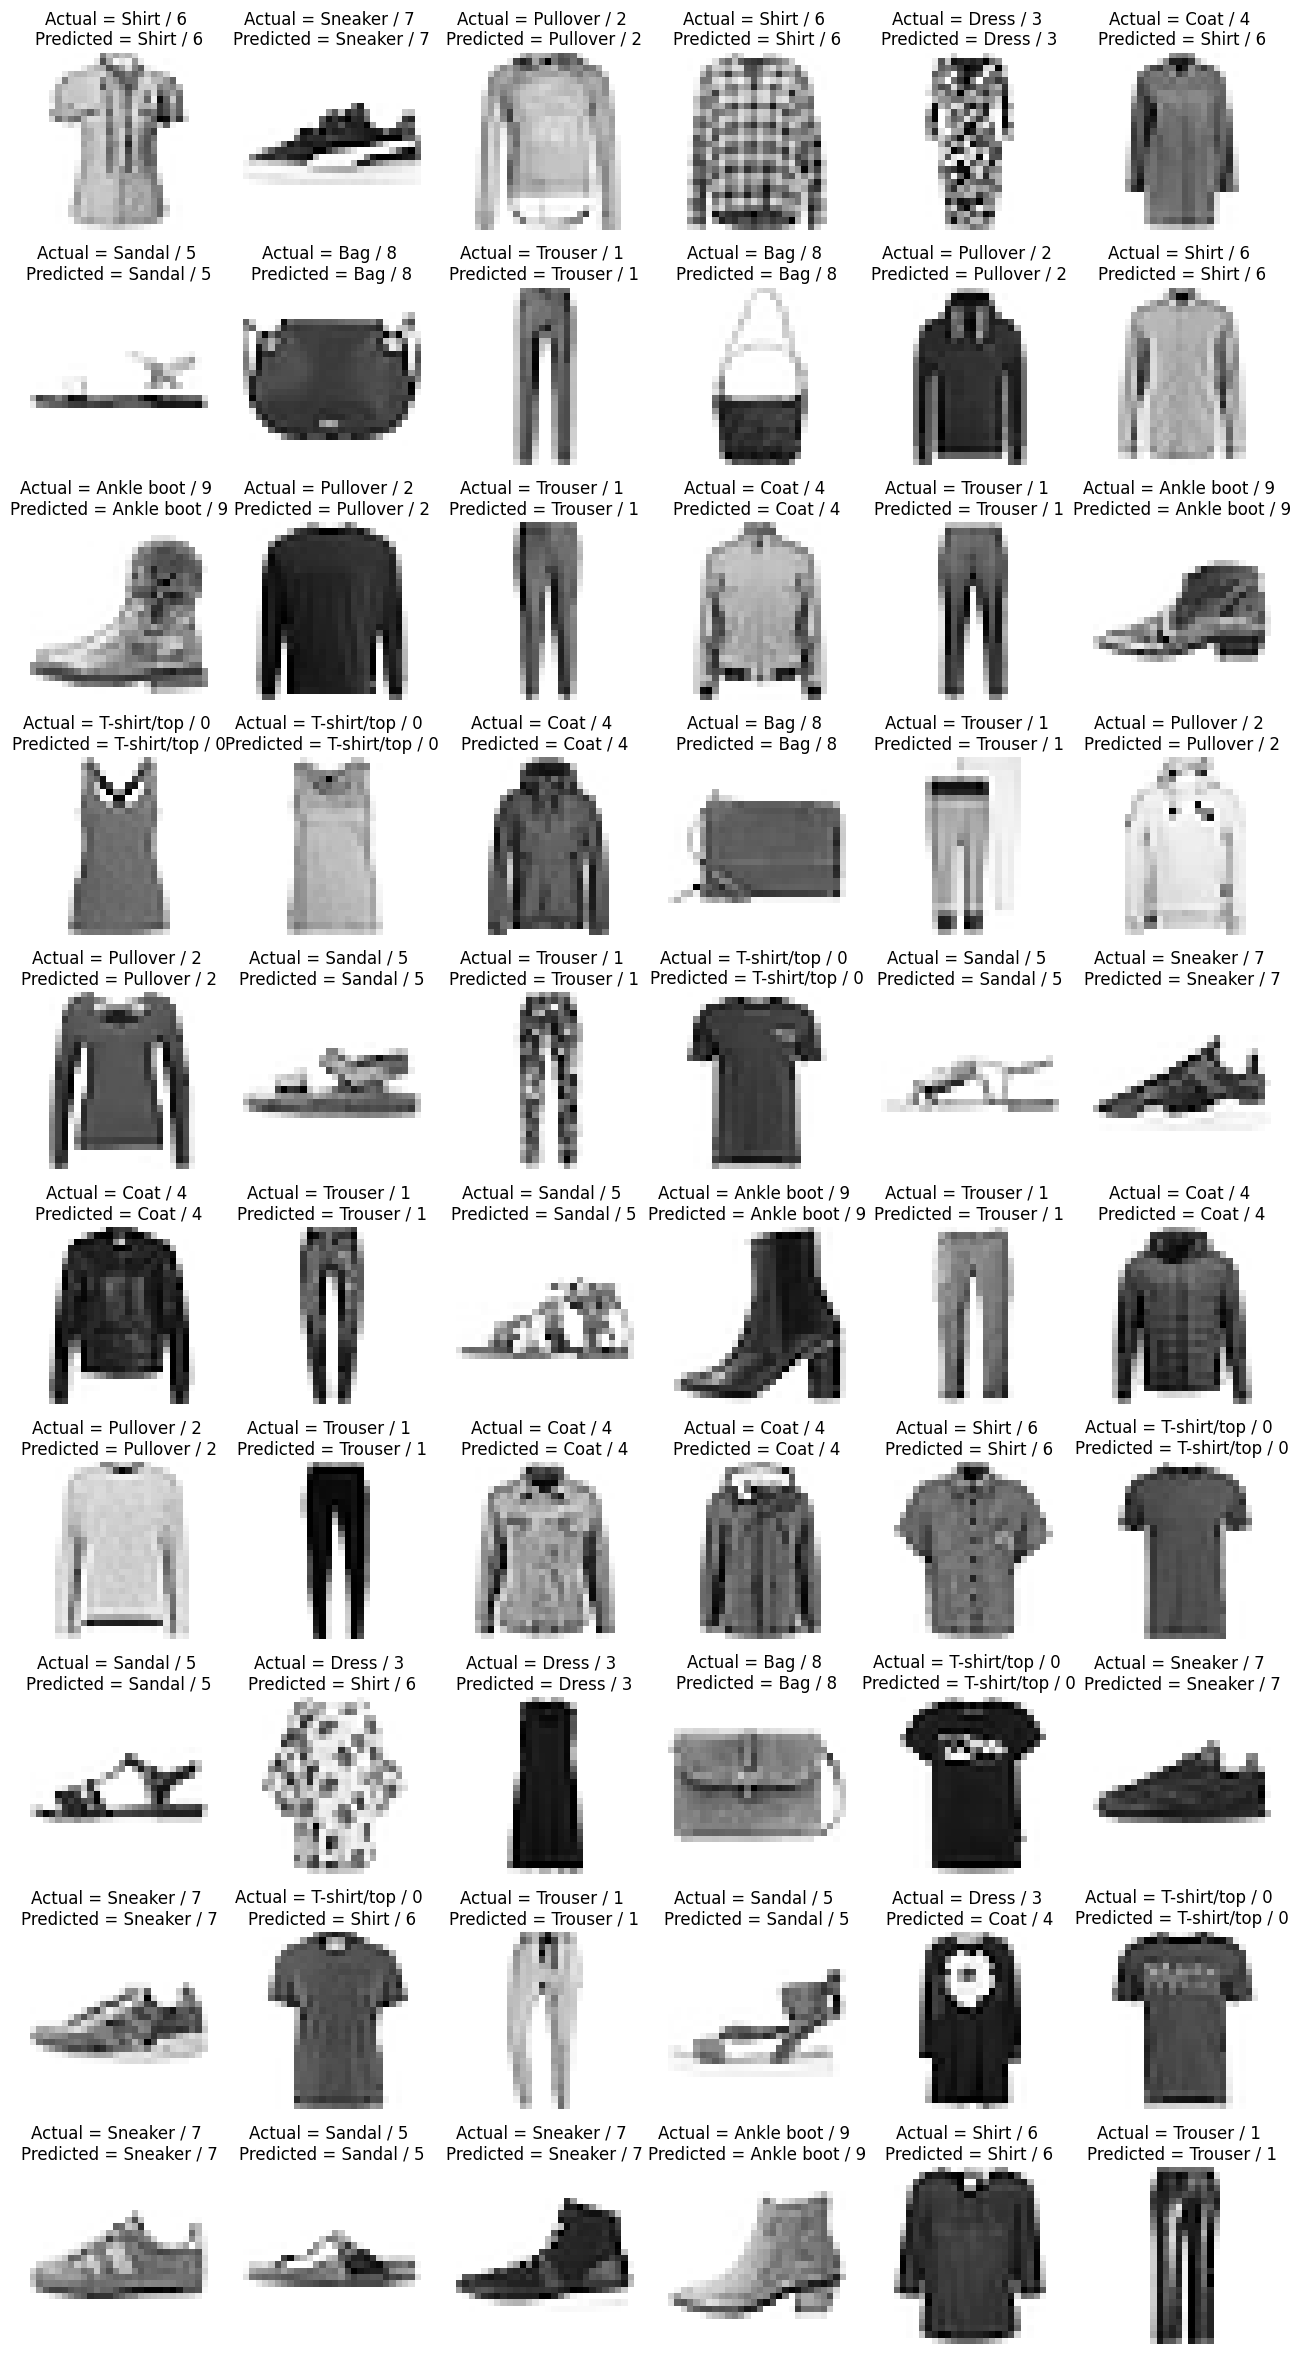 Actual = Shirt / 6
Predicted = Shirt / 6
Actual = Sneaker / 7
Predicted = Sneaker / 7
Actual = Pullover / 2
Predicted = Pullover / 2
Actual = Shirt / 6
Predicted = Shirt / 6
Actual = Dress / 3
Predicted = Dress / 3
Actual = Coat / 4
Predicted = Shirt / 6
Actual = Sandal / 5
Predicted = Sandal / 5
Actual = Bag / 8
Predicted = Bag / 8
Actual = Trouser / 1
Predicted = Trouser / 1
Actual = Bag / 8
Predicted = Bag / 8
Actual = Pullover / 2
Predicted = Pullover / 2
Actual = Shirt / 6
Predicted = Shirt / 6
Actual = Ankle boot / 9
Predicted = Ankle boot / 9
Actual = Pullover / 2
Predicted = Pullover / 2
Actual = Trouser / 1
Predicted = Trouser / 1
Actual = Coat / 4
Predicted = Coat / 4
Actual = Trouser / 1
Predicted = Trouser / 1
Actual = Ankle boot / 9
Predicted = Ankle boot / 9
Actual = T-shirt/top / 0
Predicted = T-shirt/top / 0
Actual = T-shirt/top / 0
Predicted = T-shirt/top / 0
Actual = Coat / 4
Predicted = Coat / 4
Actual = Bag / 8
Predicted = Bag / 8
Actual = Trouser / 1
Predicted = Trouser / 1
Actual = Pullover / 2
Predicted = Pullover / 2
Actual = Pullover / 2
Predicted = Pullover / 2
Actual = Sandal / 5
Predicted = Sandal / 5
Actual = Trouser / 1
Predicted = Trouser / 1
Actual = T-shirt/top / 0
Predicted = T-shirt/top / 0
Actual = Sandal / 5
Predicted = Sandal / 5
Actual = Sneaker / 7
Predicted = Sneaker / 7
Actual = Coat / 4
Predicted = Coat / 4
Actual = Trouser / 1
Predicted = Trouser / 1
Actual = Sandal / 5
Predicted = Sandal / 5
Actual = Ankle boot / 9
Predicted = Ankle boot / 9
Actual = Trouser / 1
Predicted = Trouser / 1
Actual = Coat / 4
Predicted = Coat / 4
Actual = Pullover / 2
Predicted = Pullover / 2
Actual = Trouser / 1
Predicted = Trouser / 1
Actual = Coat / 4
Predicted = Coat / 4
Actual = Coat / 4
Predicted = Coat / 4
Actual = Shirt / 6
Predicted = Shirt / 6
Actual = T-shirt/top / 0
Predicted = T-shirt/top / 0
Actual = Sandal / 5
Predicted = Sandal / 5
Actual = Dress / 3
Predicted = Shirt / 6
Actual = Dress / 3
Predicted = Dress / 3
Actual = Bag / 8
Predicted = Bag / 8
Actual = T-shirt/top / 0
Predicted = T-shirt/top / 0
Actual = Sneaker / 7
Predicted = Sneaker / 7
Actual = Sneaker / 7
Predicted = Sneaker / 7
Actual = T-shirt/top / 0
Predicted = Shirt / 6
Actual = Trouser / 1
Predicted = Trouser / 1
Actual = Sandal / 5
Predicted = Sandal / 5
Actual = Dress / 3
Predicted = Coat / 4
Actual = T-shirt/top / 0
Predicted = T-shirt/top / 0
Actual = Sneaker / 7
Predicted = Sneaker / 7
Actual = Sandal / 5
Predicted = Sandal / 5
Actual = Sneaker / 7
Predicted = Sneaker / 7
Actual = Ankle boot / 9
Predicted = Ankle boot / 9
Actual = Shirt / 6
Predicted = Shirt / 6
Actual = Trouser / 1
Predicted = Trouser / 1